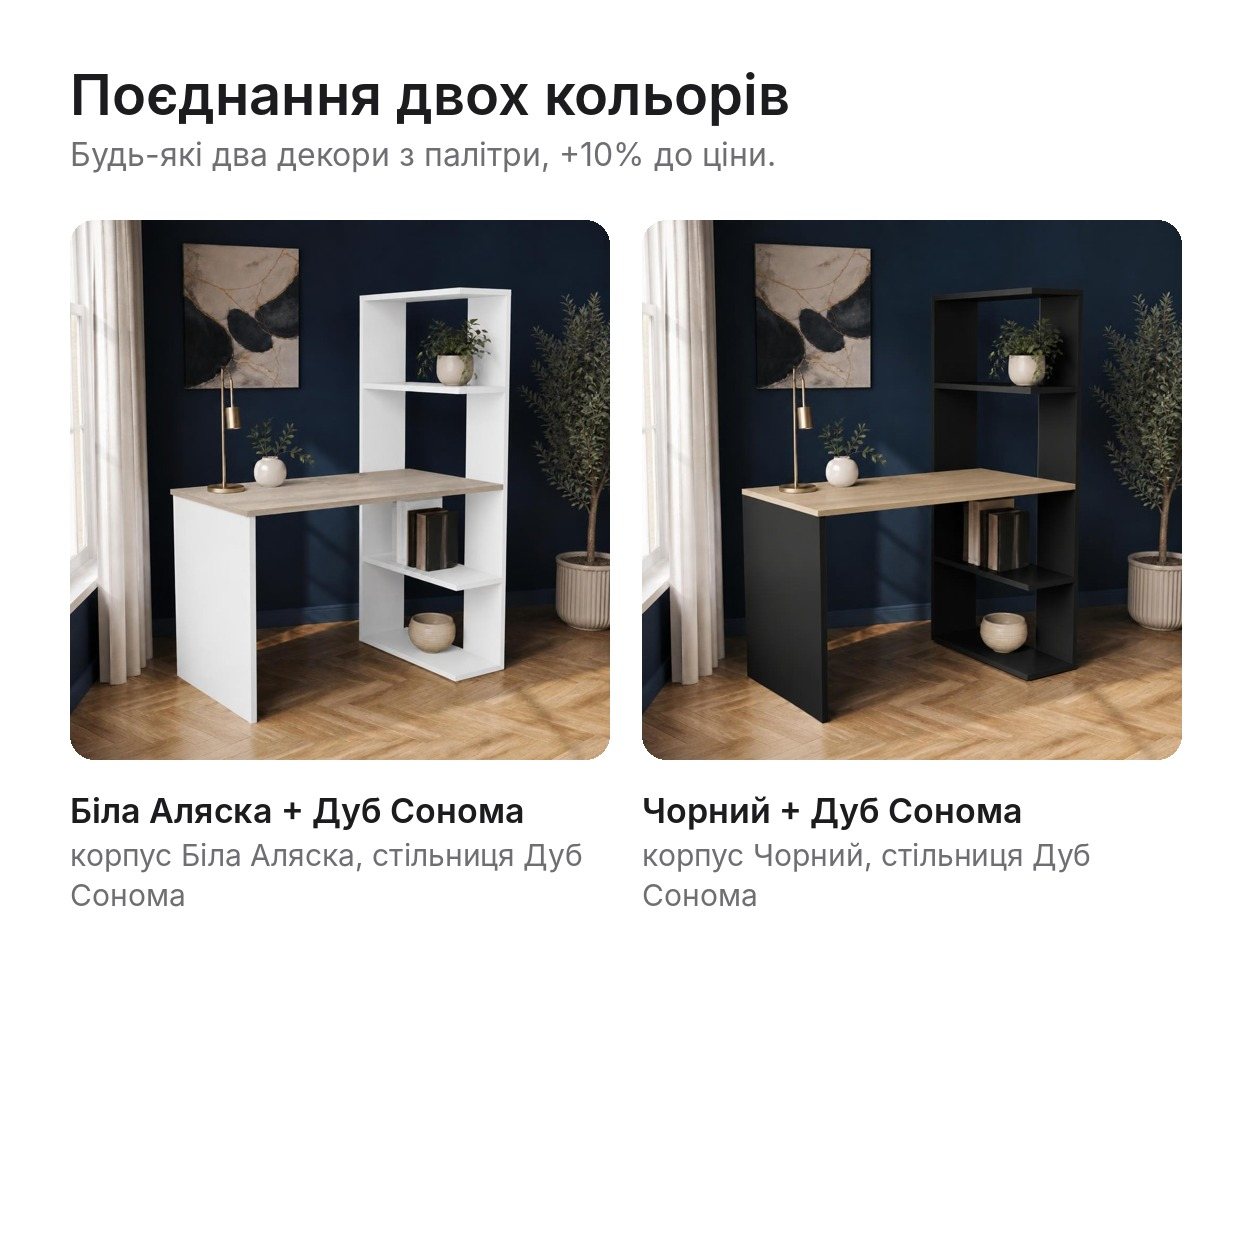 Поєднання двох кольорів
Будь-які два декори з палітри, +10% до ціни.
Біла Аляска + Дуб Сонома
корпус Біла Аляска, стільниця Дуб
Сонома
Чорний + Дуб Сонома
корпус Чорний, стільниця Дуб
Сонома